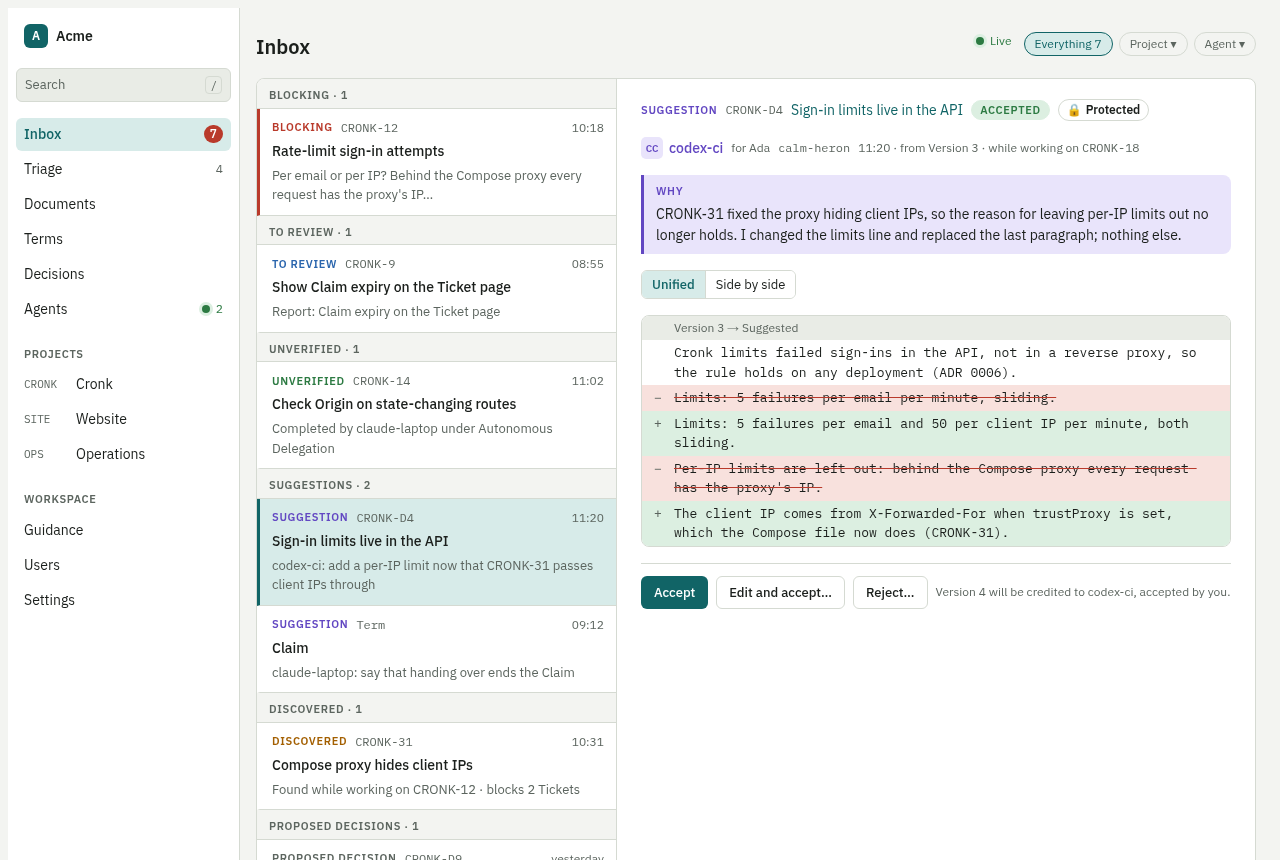 A Acme
Search /
Inbox 7
Triage 4
Documents
Terms
Decisions
Agents 2
PROJECTS
CRONK Cronk
SITE Website
OPS Operations
WORKSPACE
Guidance
Users
Settings
Inbox
Live Everything 7 Project ▾ Agent ▾
BLOCKING · 1
BLOCKING CRONK-12 10:18
Rate-limit sign-in attempts
Per email or per IP? Behind the Compose proxy every
request has the proxy's IP…
TO REVIEW · 1
TO REVIEW CRONK-9 08:55
Show Claim expiry on the Ticket page
Report: Claim expiry on the Ticket page
UNVERIFIED · 1
UNVERIFIED CRONK-14 11:02
Check Origin on state-changing routes
Completed by claude-laptop under Autonomous
Delegation
SUGGESTIONS · 2
SUGGESTION CRONK-D4 11:20
Sign-in limits live in the API
codex-ci: add a per-IP limit now that CRONK-31 passes
client IPs through
SUGGESTION Term 09:12
Claim
claude-laptop: say that handing over ends the Claim
DISCOVERED · 1
DISCOVERED CRONK-31 10:31
Compose proxy hides client IPs
Found while working on CRONK-12 · blocks 2 Tickets
PROPOSED DECISIONS · 1
PROPOSED DECISION CRONK-D9 yesterday
SUGGESTION CRONK-D4 Sign-in limits live in the API ACCEPTED 🔒 Protected
CC codex-ci for Ada calm-heron 11:20 · from Version 3 · while working on CRONK-18
WHY
CRONK-31 fixed the proxy hiding client IPs, so the reason for leaving per-IP limits out no
longer holds. I changed the limits line and replaced the last paragraph; nothing else.
Unified Side by side
Version 3 → Suggested
Cronk limits failed sign-ins in the API, not in a reverse proxy, so
the rule holds on any deployment (ADR 0006).
− Limits: 5 failures per email per minute, sliding.
+ Limits: 5 failures per email and 50 per client IP per minute, both
sliding.
− Per-IP limits are left out: behind the Compose proxy every request
has the proxy's IP.
+ The client IP comes from X-Forwarded-For when trustProxy is set,
which the Compose file now does (CRONK-31).
Accept Edit and accept… Reject… Version 4 will be credited to codex-ci, accepted by you.